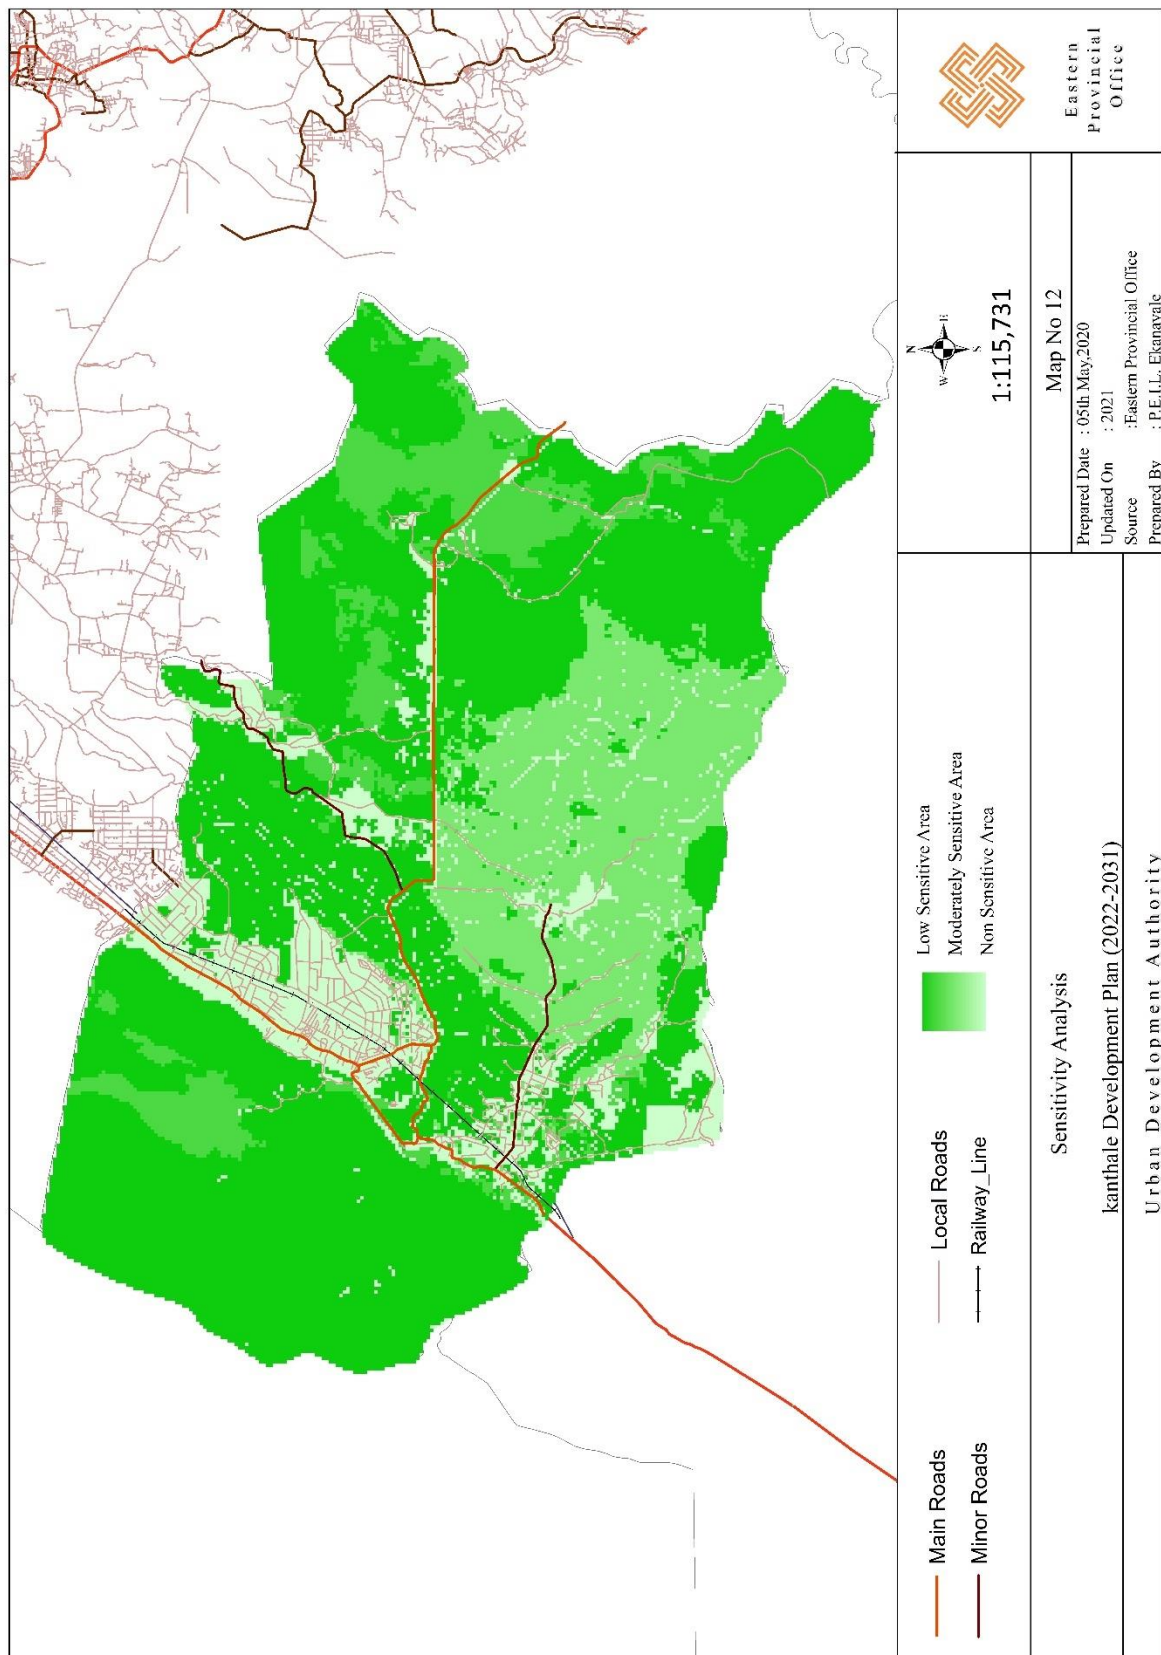 Main Roads
Minor Roads
Local Roads
Railway_Line
Low Sensitive Area
Moderately Sensitive Area
Non Sensitive Area
Sensitivity Analysis
kanthale Development Plan (2022-2031)
Urban Development Authority
N
W
E
S
1:115,731
Map No 12
Prepared Date : 05th May,2020
Updated On : 2021
Source :Eastern Provincial Office
Prepared By : P.E.I.L. Ekanayale
Eastern
Provincial
Office